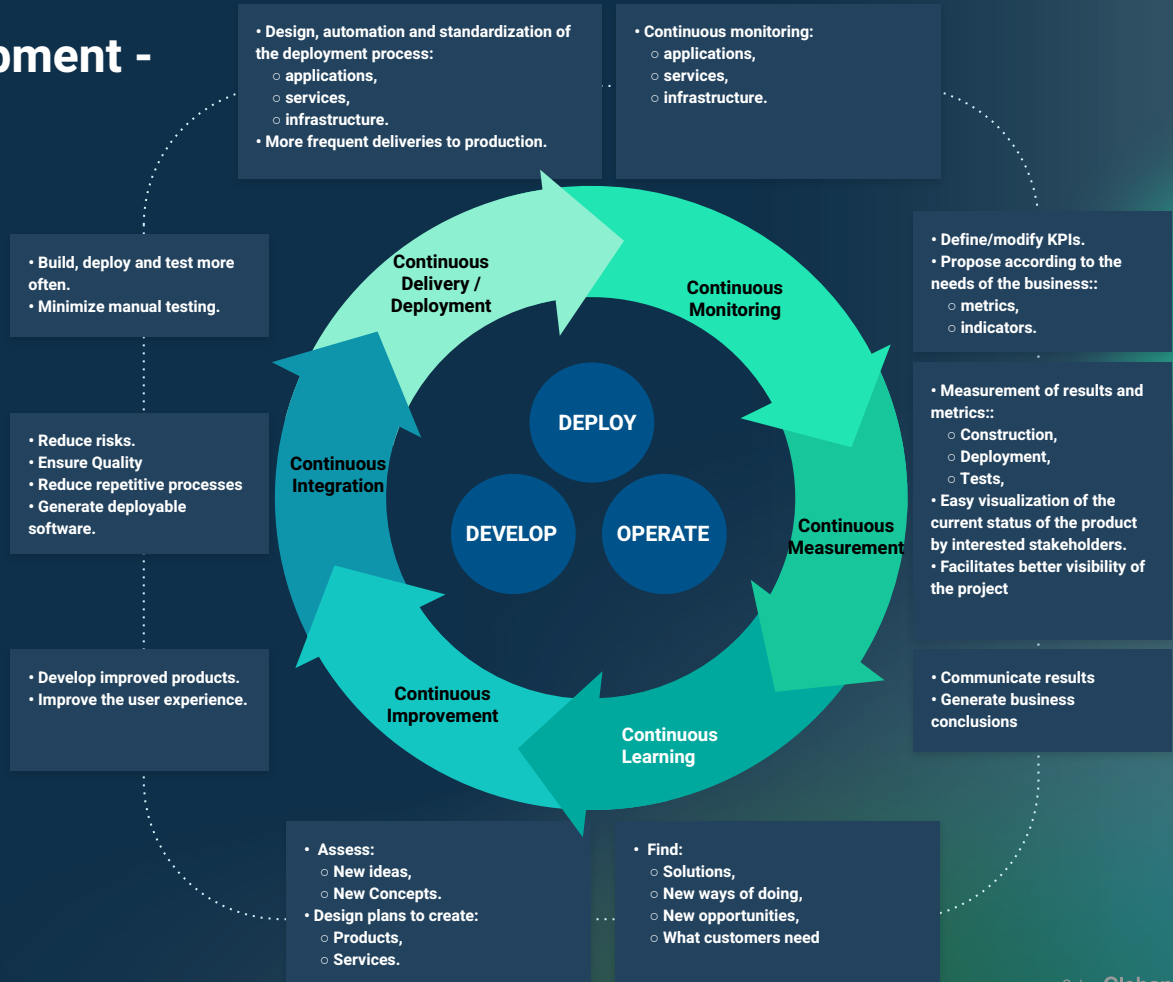 pment -
• Design, automation and standardization of
the deployment process:
○ applications,
○ services,
○ infrastructure.
• More frequent deliveries to production.
• Continuous monitoring:
○ applications,
○ services,
○ infrastructure.
• Build, deploy and test more
often.
• Minimize manual testing.
• Define/modify KPIs.
• Propose according to the
needs of the business::
○ metrics,
○ indicators.
Continuous
Delivery /
Deployment
Continuous
Monitoring
• Reduce risks.
• Ensure Quality
• Reduce repetitive processes
• Generate deployable
software.
• Measurement of results and
metrics::
○ Construction,
○ Deployment,
○ Tests,
• Easy visualization of the
current status of the product
by interested stakeholders.
• Facilitates better visibility of
the project
Continuous
Integration
DEPLOY
DEVELOP
OPERATE
Continuous
Measurement
• Develop improved products.
• Improve the user experience.
Continuous
Improvement
Continuous
Learning
• Communicate results
• Generate business
conclusions
• Assess:
○ New ideas,
○ New Concepts.
• Design plans to create:
○ Products,
○ Services.
• Find:
○ Solutions,
○ New ways of doing,
○ New opportunities,
○ What customers need